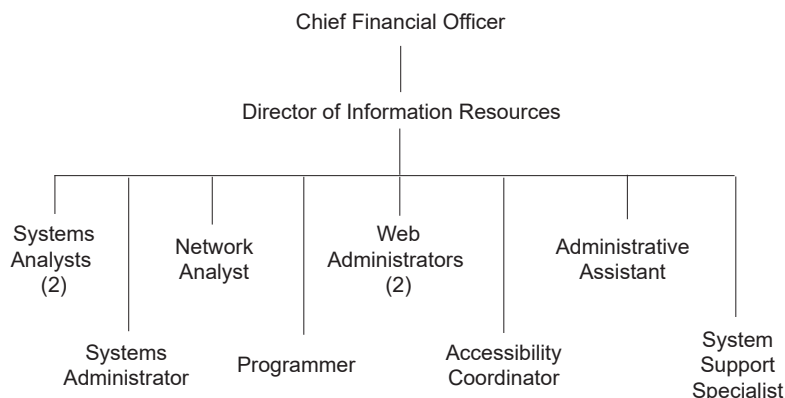 Chief Financial Officer
Director of Information Resources
Systems
Analysts
(2)
Network
Analyst
Web
Administrators
(2)
Administrative
Assistant
Systems
Administrator
Programmer
Accessibility
Coordinator
System
Support
Specialist